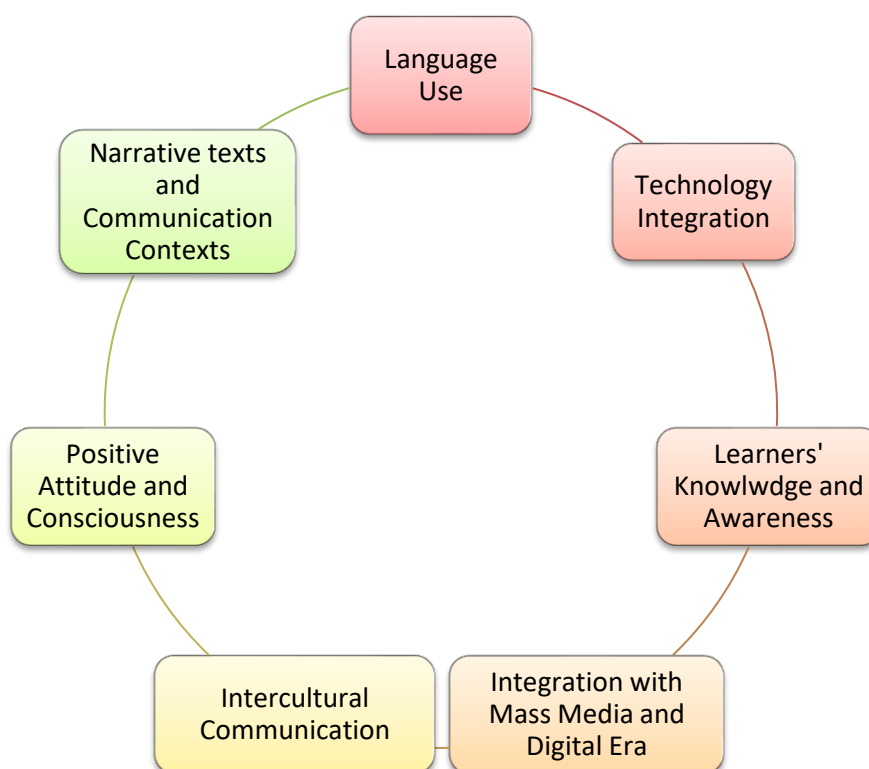 Language
Use
Technology
Integration
Learners'
Knowlwdge and
Awareness
Integration with
Mass Media and
Digital Era
Intercultural
Communication
Positive
Attitude and
Consciousness
Narrative texts
and
Communication
Contexts